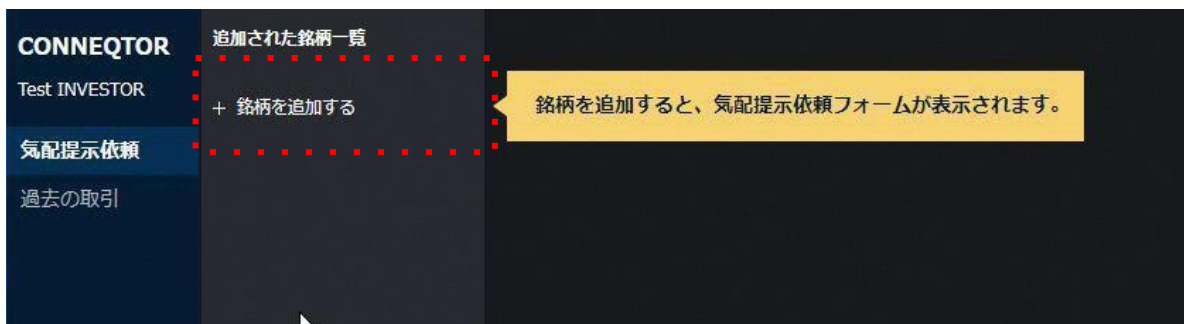 CONNEQTOR
Test INVESTOR
気配提示依頼
過去の取引
追加された銘柄一覧
+ 銘柄を追加する
銘柄を追加すると、気配提示依頼フォームが表示されます。